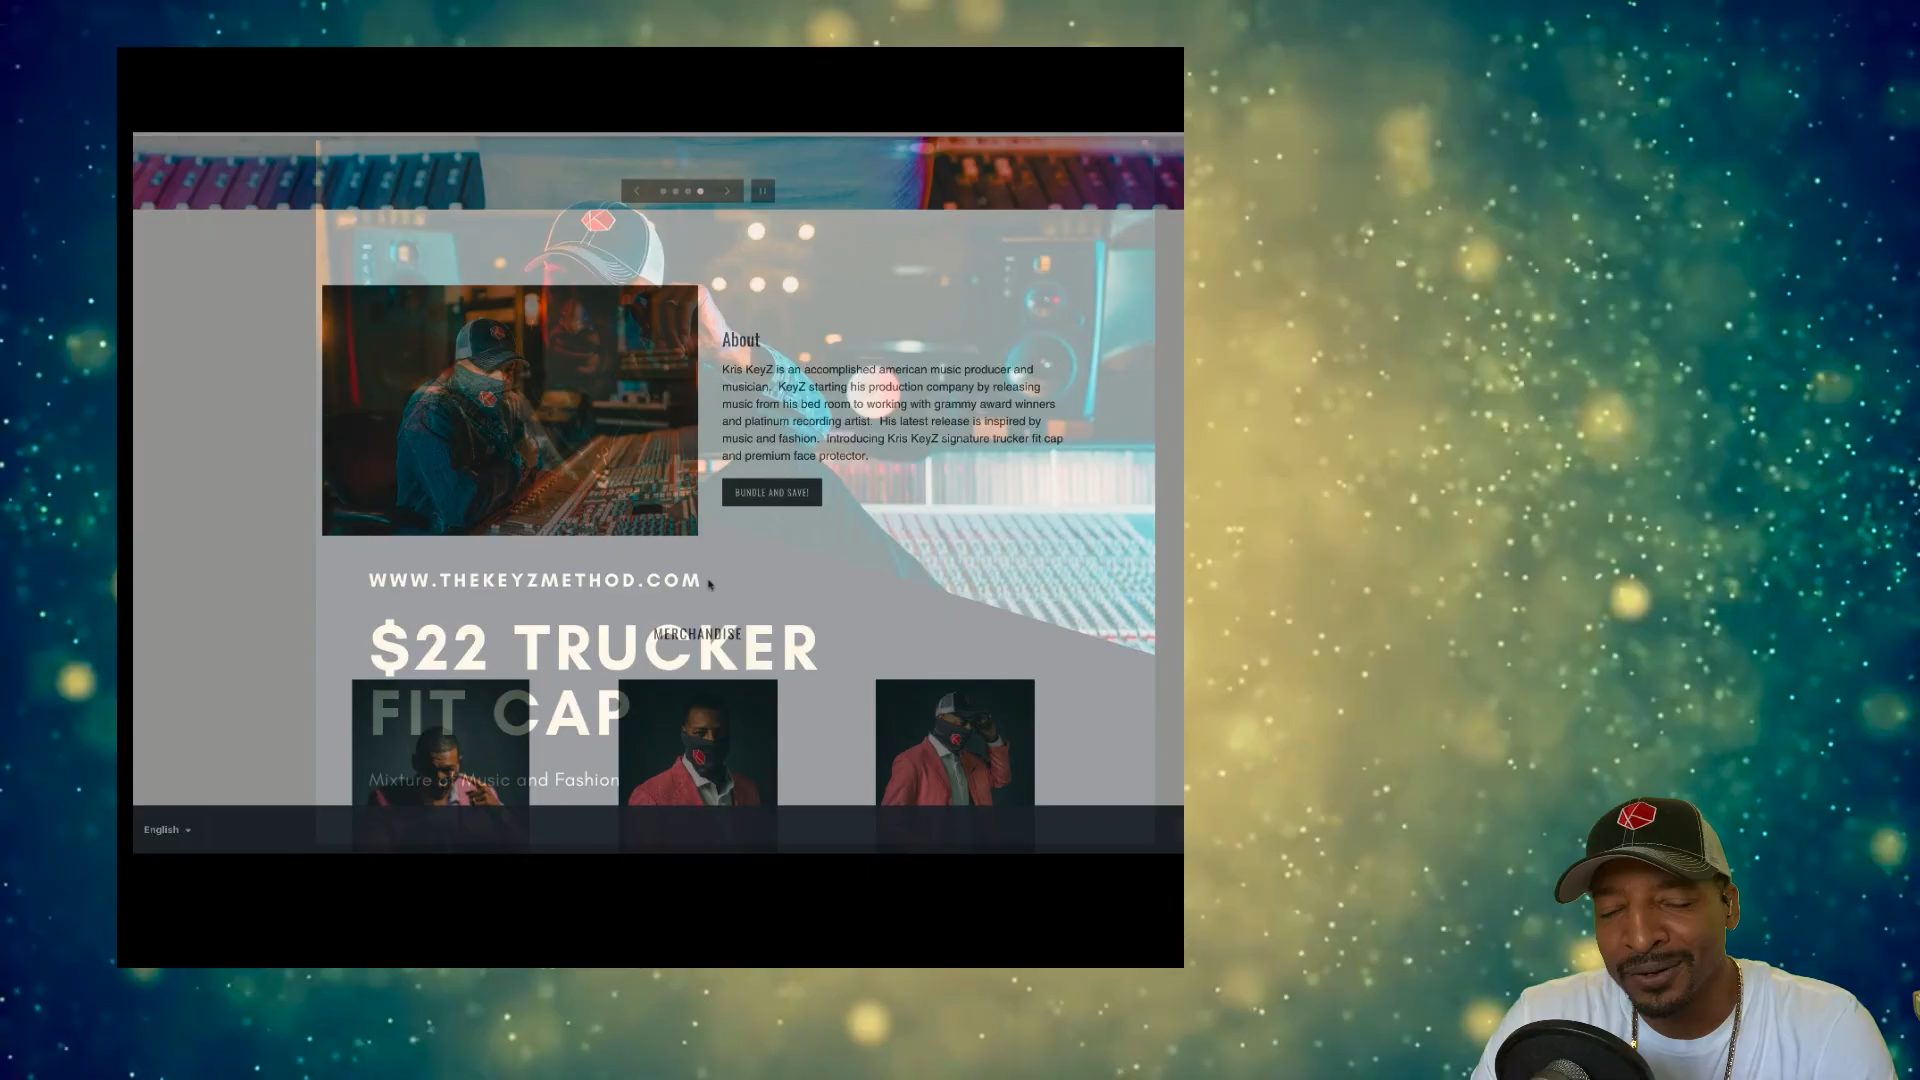 About
Kris KeyZ is an accomplished american music producer and
musician.  KeyZ starting his production company by releasing
music from his bed room to working with grammy award winners
and platinum recording artist.  His latest release is inspired by
music and fashion.  Introducing Kris KeyZ signature trucker fit cap
and premium face protector.
BUNDLE AND SAVE!
WWW.THEKEYZMETHOD.COM
MERCHANDISE
$22 TRUCKER
FIT CAP
Mixture of Music and Fashion
English